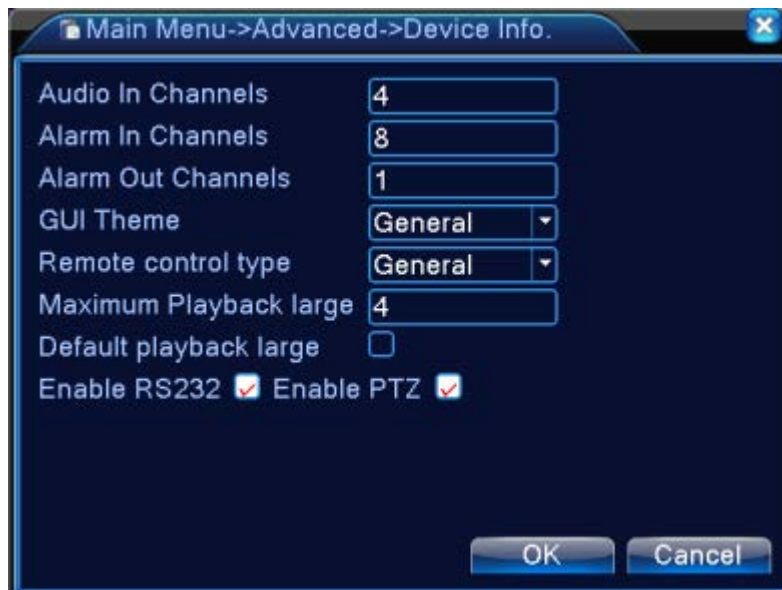 Main Menu->Advanced->Device Info.
Audio In Channels 4
Alarm In Channels 8
Alarm Out Channels 1
GUI Theme General
Remote control type General
Maximum Playback large 4
Default playback large
Enable RS232 Enable PTZ
OK Cancel